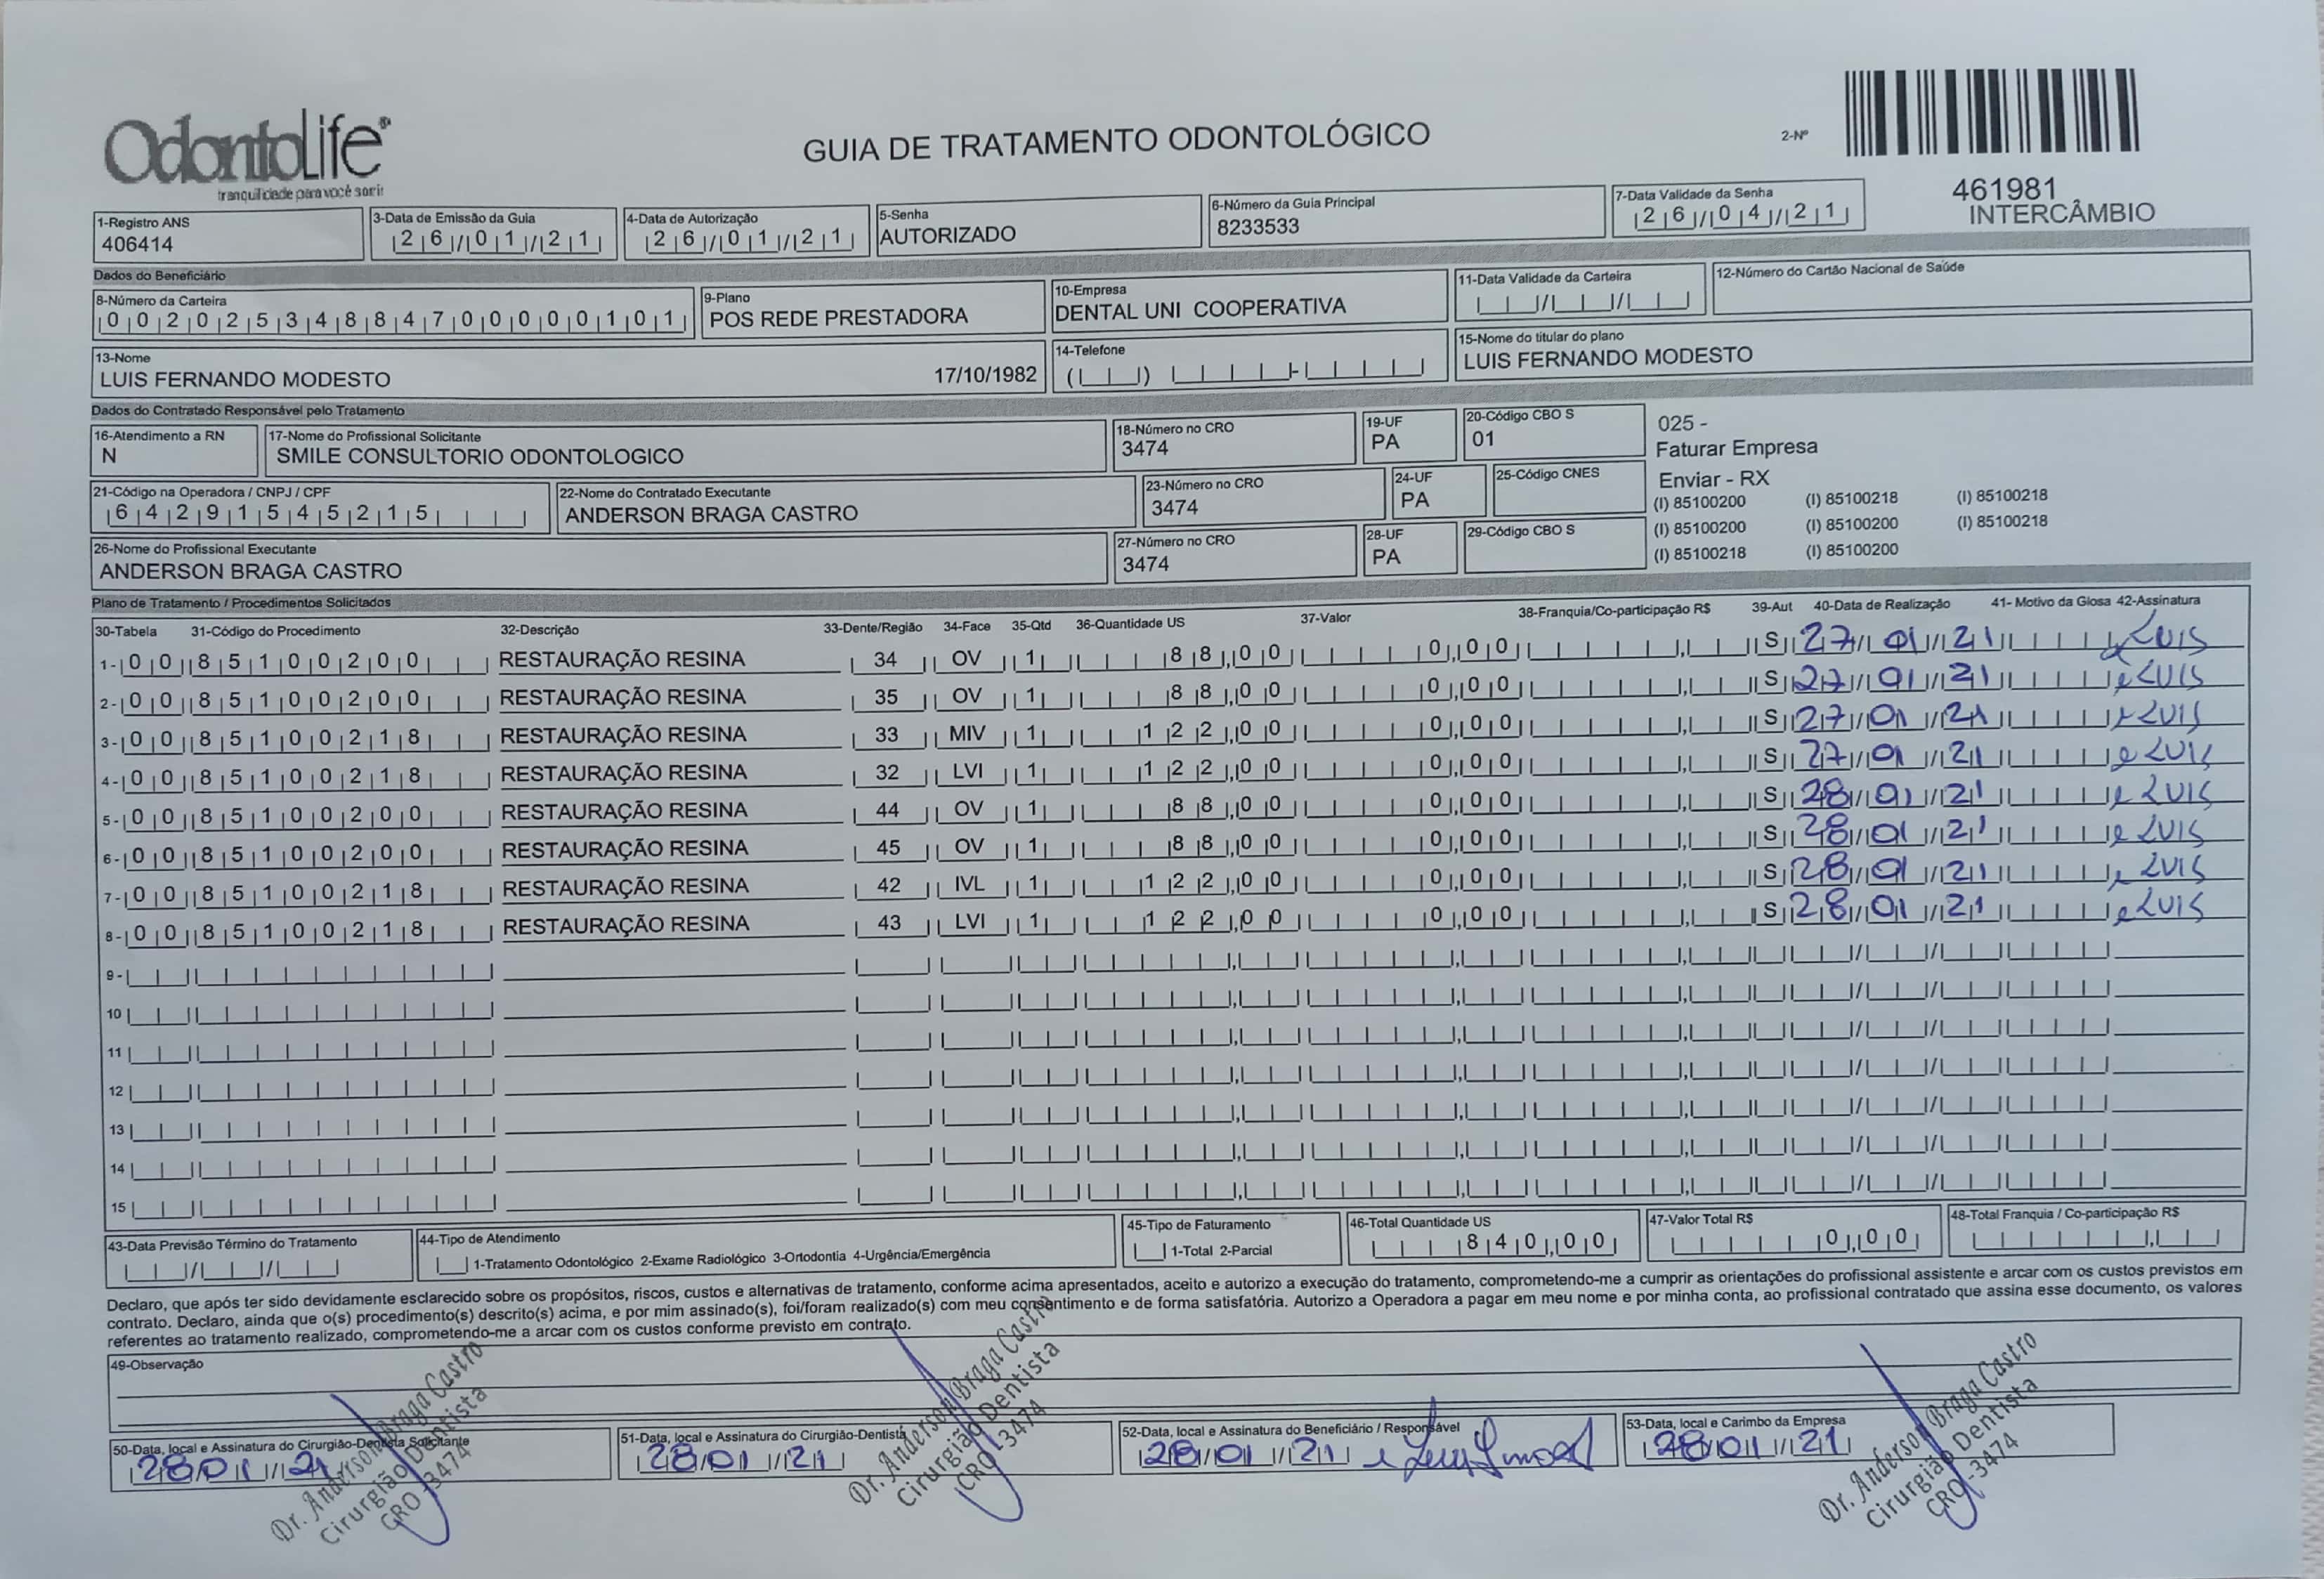 OdontoLife®
tranquilidade para você sorrir
GUIA DE TRATAMENTO ODONTOLÓGICO
2-Nº
461981
INTERCÂMBIO
1-Registro ANS
406414
3-Data de Emissão da Guia
26/01/21
4-Data de Autorização
26/01/21
5-Senha
AUTORIZADO
6-Número da Guia Principal
8233533
7-Data Validade da Senha
26/04/21
Dados do Beneficiário
8-Número da Carteira
00202534884700000101
9-Plano
POS REDE PRESTADORA
10-Empresa
DENTAL UNI COOPERATIVA
11-Data Validade da Carteira
12-Número do Cartão Nacional de Saúde
13-Nome
LUIS FERNANDO MODESTO 17/10/1982
14-Telefone
15-Nome do titular do plano
LUIS FERNANDO MODESTO
Dados do Contratado Responsável pelo Tratamento
16-Atendimento a RN
N
17-Nome do Profissional Solicitante
SMILE CONSULTORIO ODONTOLOGICO
18-Número no CRO
3474
19-UF
PA
20-Código CBO S
01
025 -
Faturar Empresa
Enviar - RX
(I) 85100200 (I) 85100218 (I) 85100218
(I) 85100200 (I) 85100200 (I) 85100218
(I) 85100218 (I) 85100200
21-Código na Operadora / CNPJ / CPF
64291545215
22-Nome do Contratado Executante
ANDERSON BRAGA CASTRO
23-Número no CRO
3474
24-UF
PA
25-Código CNES
26-Nome do Profissional Executante
ANDERSON BRAGA CASTRO
27-Número no CRO
3474
28-UF
PA
29-Código CBO S
Plano de Tratamento / Procedimentos Solicitados
30-Tabela 31-Código do Procedimento 32-Descrição 33-Dente/Região 34-Face 35-Qtd 36-Quantidade US 37-Valor 38-Franquia/Co-participação R$ 39-Aut 40-Data de Realização 41- Motivo da Glosa 42-Assinatura
1- 00 85100200 RESTAURAÇÃO RESINA 34 OV 1 88,00 0,00 S 27/01/21 LUIS
2- 00 85100200 RESTAURAÇÃO RESINA 35 OV 1 88,00 0,00 S 27/01/21 LUIS
3- 00 85100218 RESTAURAÇÃO RESINA 33 MIV 1 122,00 0,00 S 27/01/21 LUIS
4- 00 85100218 RESTAURAÇÃO RESINA 32 LVI 1 122,00 0,00 S 27/01/21 LUIS
5- 00 85100200 RESTAURAÇÃO RESINA 44 OV 1 88,00 0,00 S 28/01/21 LUIS
6- 00 85100200 RESTAURAÇÃO RESINA 45 OV 1 88,00 0,00 S 28/01/21 LUIS
7- 00 85100218 RESTAURAÇÃO RESINA 42 IVL 1 122,00 0,00 S 28/01/21 LUIS
8- 00 85100218 RESTAURAÇÃO RESINA 43 LVI 1 122,00 0,00 S 28/01/21 LUIS
9-
10
11
12
13
14
15
43-Data Previsão Término do Tratamento
44-Tipo de Atendimento
1-Tratamento Odontológico 2-Exame Radiológico 3-Ortodontia 4-Urgência/Emergência
45-Tipo de Faturamento
1-Total 2-Parcial
46-Total Quantidade US
840,00
47-Valor Total R$
0,00
48-Total Franquia / Co-participação R$
Declaro, que após ter sido devidamente esclarecido sobre os propósitos, riscos, custos e alternativas de tratamento, conforme acima apresentados, aceito e autorizo a execução do tratamento, comprometendo-me a cumprir as orientações do profissional assistente e arcar com os custos previstos em
contrato. Declaro, ainda que o(s) procedimento(s) descrito(s) acima, e por mim assinado(s), foi/foram realizado(s) com meu consentimento e de forma satisfatória. Autorizo a Operadora a pagar em meu nome e por minha conta, ao profissional contratado que assina esse documento, os valores
referentes ao tratamento realizado, comprometendo-me a arcar com os custos conforme previsto em contrato.
49-Observação
50-Data, local e Assinatura do Cirurgião-Dentista Solicitante
28/01/21
Dr. Anderson Braga Castro
Cirurgião Dentista
CRO-3474
51-Data, local e Assinatura do Cirurgião-Dentista
28/01/21
Dr. Anderson Braga Castro
Cirurgião Dentista
CRO-3474
52-Data, local e Assinatura do Beneficiário / Responsável
28/01/21
53-Data, local e Carimbo da Empresa
28/01/21
Dr. Anderson Braga Castro
Cirurgião Dentista
CRO-3474